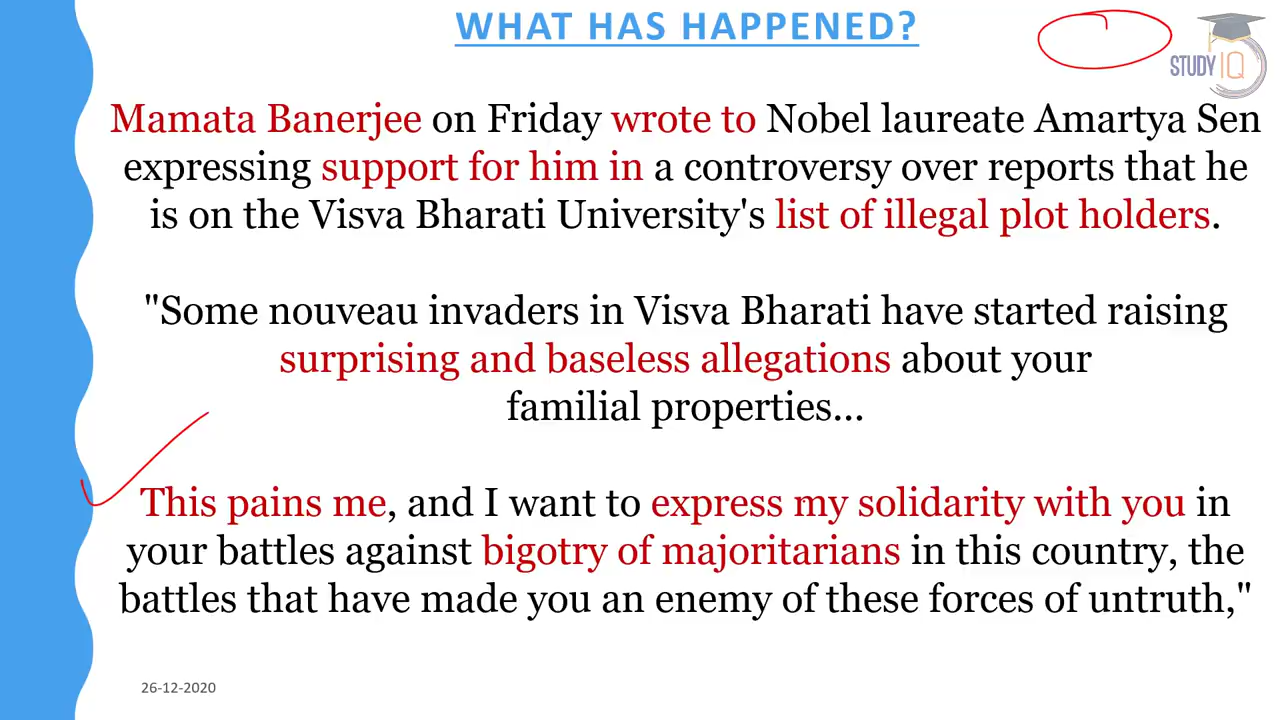 WHAT HAS HAPPENED?
STUDY IQ
Mamata Banerjee on Friday wrote to Nobel laureate Amartya Sen
expressing support for him in a controversy over reports that he
is on the Visva Bharati University's list of illegal plot holders.
"Some nouveau invaders in Visva Bharati have started raising
surprising and baseless allegations about your
familial properties...
This pains me, and I want to express my solidarity with you in
your battles against bigotry of majoritarians in this country, the
battles that have made you an enemy of these forces of untruth,"
26-12-2020